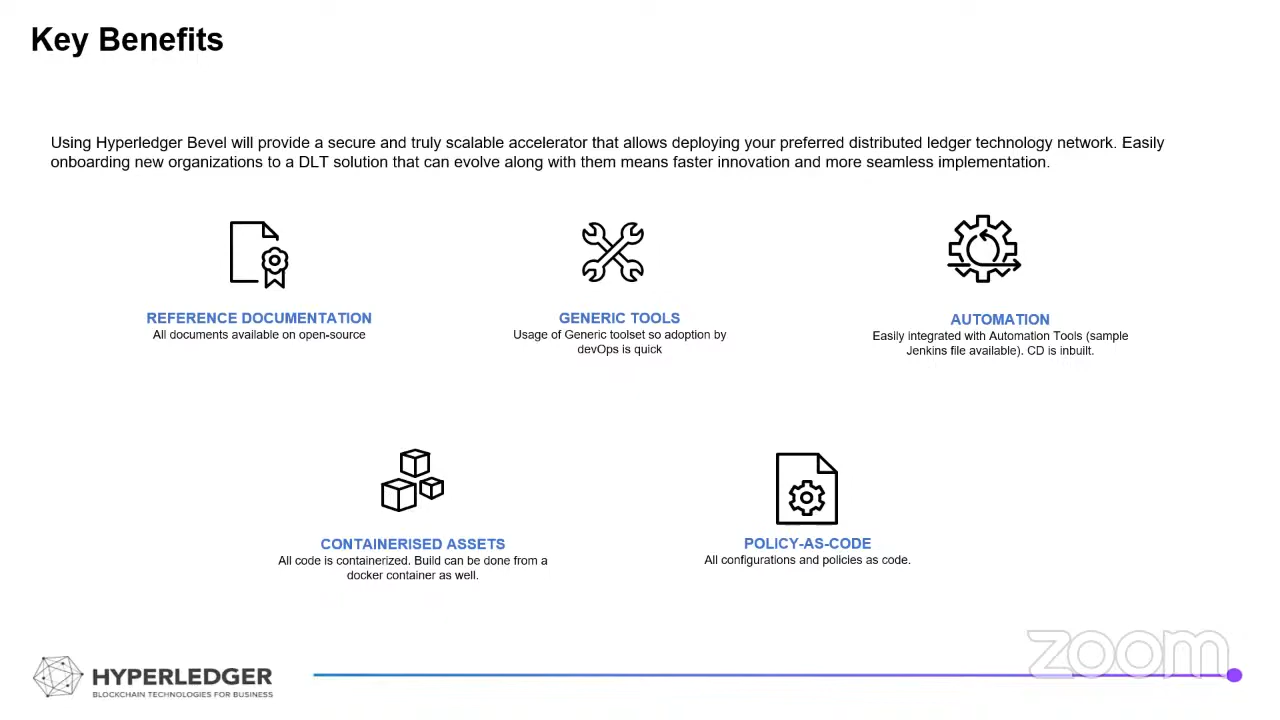 Key Benefits
Using Hyperledger Bevel will provide a secure and truly scalable accelerator that allows deploying your preferred distributed ledger technology network. Easily
onboarding new organizations to a DLT solution that can evolve along with them means faster innovation and more seamless implementation.
REFERENCE DOCUMENTATION
All documents available on open-source
GENERIC TOOLS
Usage of Generic toolset so adoption by
devOps is quick
AUTOMATION
Easily integrated with Automation Tools (sample
Jenkins file available). CD is inbuilt.
CONTAINERISED ASSETS
All code is containerized. Build can be done from a
docker container as well.
POLICY-AS-CODE
All configurations and policies as code.
HYPERLEDGER
BLOCKCHAIN TECHNOLOGIES FOR BUSINESS
zoom